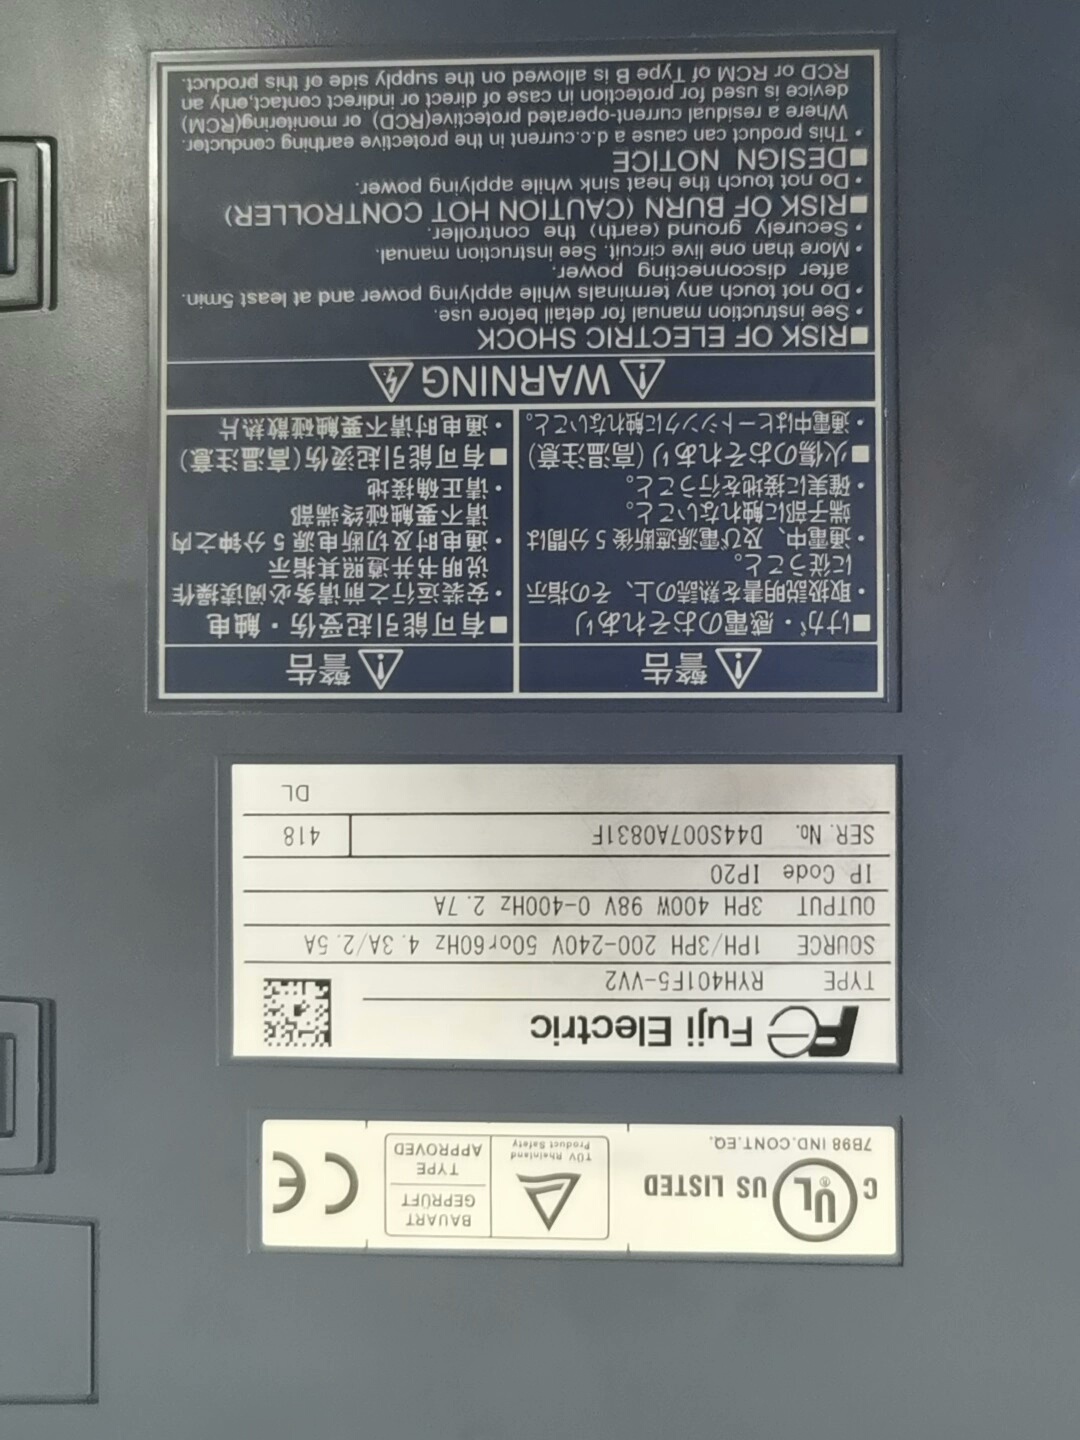 C UL® US LISTED
7B98 IND.CONT.EQ.
TÜV Rheinland
Product Safety
BAUART
GEPRÜFT
TYPE
APPROVED
CE
Fe Fuji Electric
TYPE RYH401F5-VV2
SOURCE 1PH/3PH 200-240V 50or60Hz 4.3A/2.5A
OUTPUT 3PH 400W 98V 0-400Hz 2.7A
IP Code IP20
SER. No. D44S007A0831F 418
DL
警告
■けが・感電のおそれあり
・取扱説明書を熟読の上、その指示
に従うこと。
・通電中、及び電源遮断後 5 分間は
端子部に触れないこと。
・確実に接地を行うこと。
■火傷のおそれあり(高温注意)
・通電中はヒートシンクに触れないこと。
警告
■有可能引起受伤・触电
・安装运行之前请务必阅读操作
说明书并遵照其指示
・通电时及切断电源 5 分钟之内
请不要触碰终端部
・请正确接地
■有可能引起烫伤(高温注意)
・通电时请不要触碰散热片
WARNING
■RISK OF ELECTRIC SHOCK
・See instruction manual for detail before use.
・Do not touch any terminals while applying power and at least 5min.
after disconnecting power.
・More than one live circuit. See instruction manual.
・Securely ground (earth) the controller.
■RISK OF BURN (CAUTION HOT CONTROLLER)
・Do not touch the heat sink while applying power.
■DESIGN NOTICE
・This product can cause a d.c.current in the protective earthing conductor.
Where a residual current-operated protective(RCD) or monitoring(RCM)
device is used for protection in case of direct or indirect contact,only an
RCD or RCM of Type B is allowed on the supply side of this product.